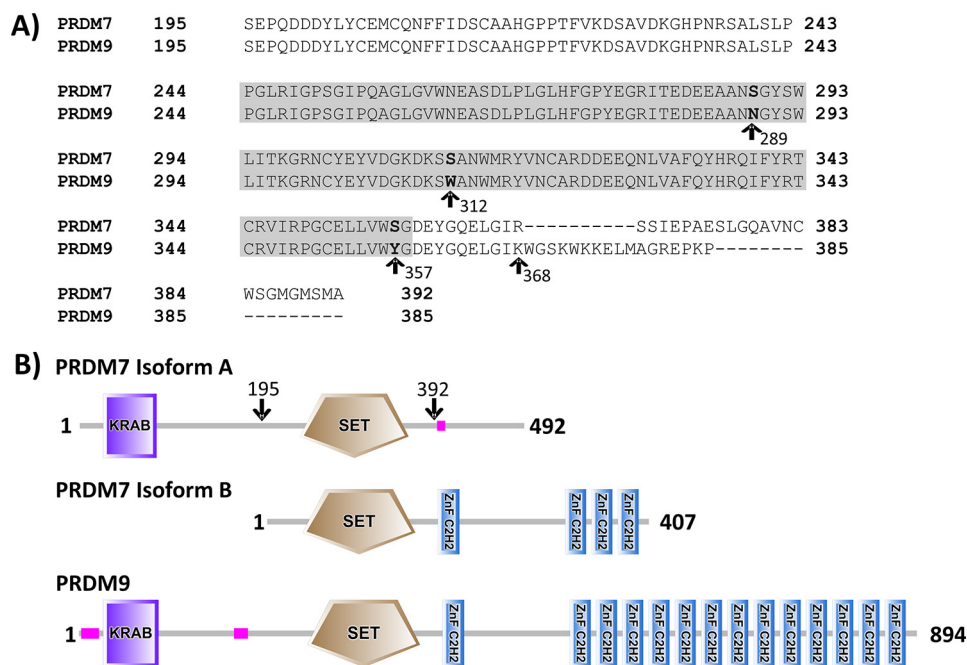 A)
PRDM7 195 SEPQDDDYLYCEMCQNFFIDSCAAHGPPTFVKDSAVDKGHPNRSALSLP 243
PRDM9 195 SEPQDDDYLYCEMCQNFFIDSCAAHGPPTFVKDSAVDKGHPNRSALSLP 243
PRDM7 244 PGLRIGPSGIPQAGLGVWNEASDLPLGLHFGPYEGRITEDEEAANSGYSW 293
PRDM9 244 PGLRIGPSGIPQAGLGVWNEASDLPLGLHFGPYEGRITEDEEAANNGYSW 293
289
PRDM7 294 LITKGRNCYEYVDGKDKSSANWMRYVNCARDDEEQNLVAFQYHRQIFYRT 343
PRDM9 294 LITKGRNCYEYVDGKDKSWANWMRYVNCARDDEEQNLVAFQYHRQIFYRT 343
312
PRDM7 344 CRVIRPGCELLVWSGDEYGQELGIR----------SSIEPAESLGQAVNC 383
PRDM9 344 CRVIRPGCELLVWYGDEYGQELGIKWGSKWKKELMAGREPKP-------- 385
357 368
PRDM7 384 WSGMGMSMA 392
PRDM9 385 --------- 385
B) PRDM7 Isoform A
195 392
1 KRAB SET 492
PRDM7 Isoform B
1 SET ZnF C2H2 ZnF C2H2 ZnF C2H2 ZnF C2H2 407
PRDM9
1 KRAB SET ZnF C2H2 ZnF C2H2 ZnF C2H2 ZnF C2H2 ZnF C2H2 ZnF C2H2 ZnF C2H2 ZnF C2H2 ZnF C2H2 ZnF C2H2 ZnF C2H2 ZnF C2H2 ZnF C2H2 ZnF C2H2 894